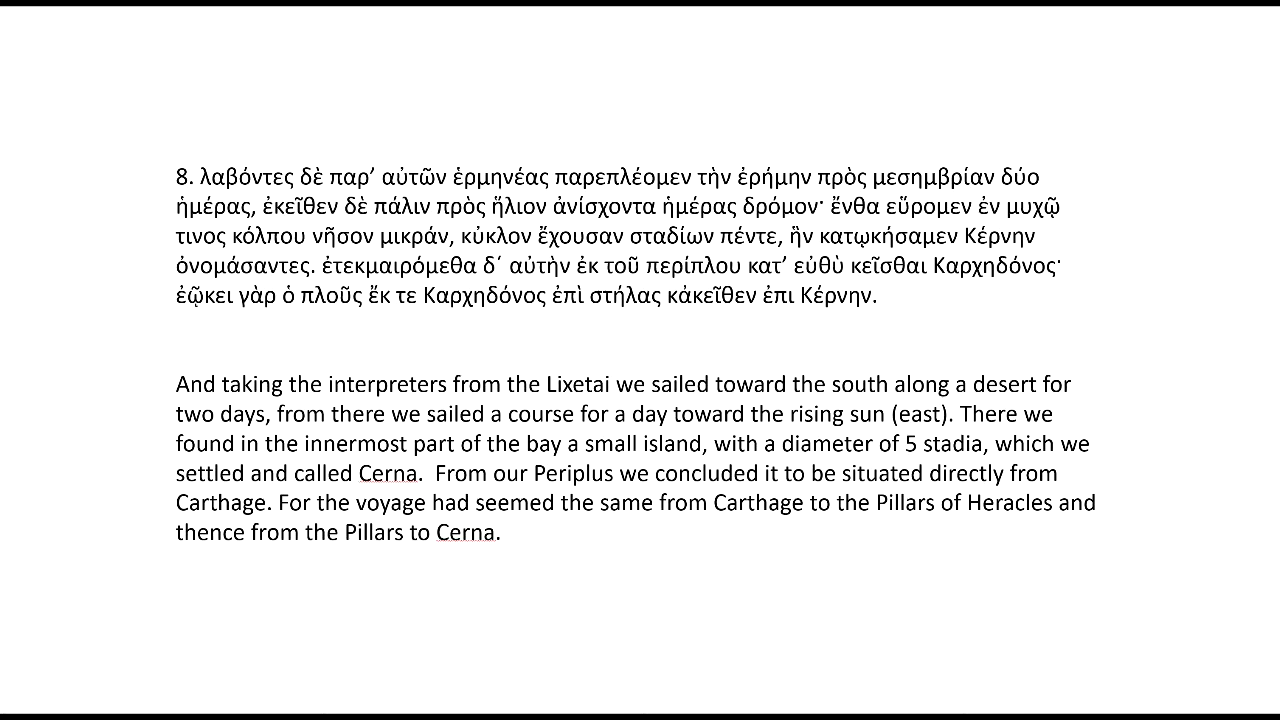 8. λαβόντες δὲ παρ’ αὐτῶν ἑρμηνέας παρεπλέομεν τὴν ἐρήμην πρὸς μεσημβρίαν δύο
ἡμέρας, ἐκεῖθεν δὲ πάλιν πρὸς ἥλιον ἀνίσχοντα ἡμέρας δρόμον· ἔνθα εὕρομεν ἐν μυχῷ
τινος κόλπου νῆσον μικράν, κύκλον ἔχουσαν σταδίων πέντε, ἣν κατῳκήσαμεν Κέρνην
ὀνομάσαντες. ἐτεκμαιρόμεθα δ΄ αὐτὴν ἐκ τοῦ περίπλου κατ’ εὐθὺ κεῖσθαι Καρχηδόνος·
ἐῴκει γὰρ ὁ πλοῦς ἔκ τε Καρχηδόνος ἐπὶ στήλας κἀκεῖθεν ἐπι Κέρνην.
And taking the interpreters from the Lixetai we sailed toward the south along a desert for
two days, from there we sailed a course for a day toward the rising sun (east). There we
found in the innermost part of the bay a small island, with a diameter of 5 stadia, which we
settled and called Cerna.  From our Periplus we concluded it to be situated directly from
Carthage. For the voyage had seemed the same from Carthage to the Pillars of Heracles and
thence from the Pillars to Cerna.